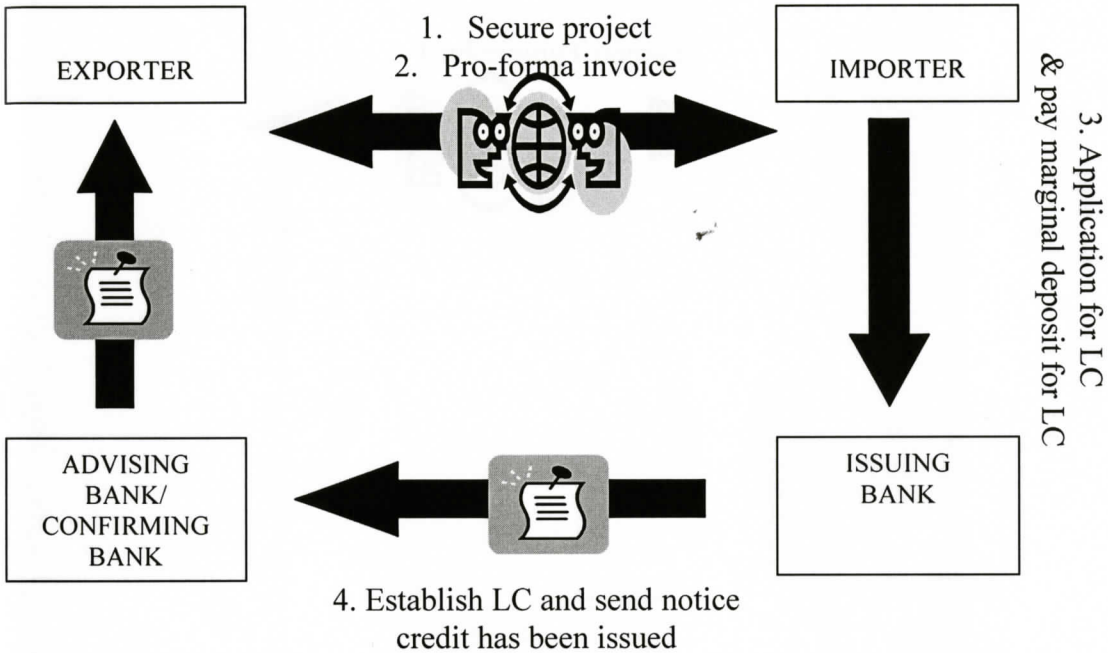 1. Secure project
2. Pro-forma invoice
EXPORTER
IMPORTER
3. Application for LC
& pay marginal deposit for LC
ADVISING
BANK/
CONFIRMING
BANK
ISSUING
BANK
4. Establish LC and send notice
credit has been issued